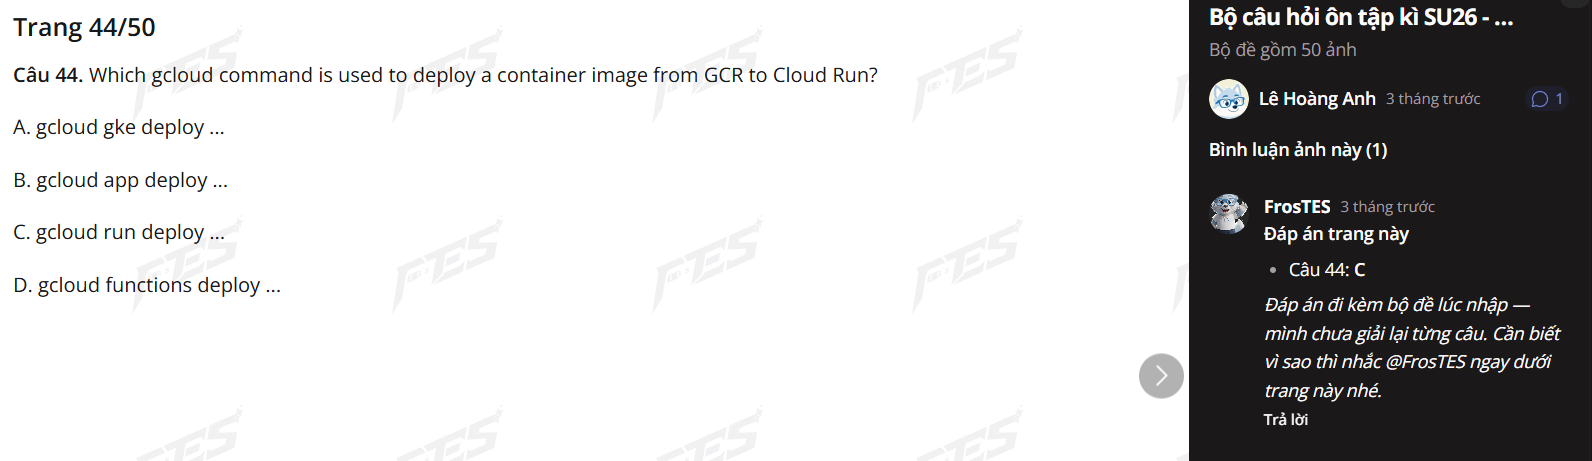 Trang 44/50
Câu 44. Which gcloud command is used to deploy a container image from GCR to Cloud Run?
A. gcloud gke deploy ...
B. gcloud app deploy ...
C. gcloud run deploy ...
D. gcloud functions deploy ...
Bộ câu hỏi ôn tập kì SU26 - ...
Bộ đề gồm 50 ảnh
Lê Hoàng Anh 3 tháng trước 1
Bình luận ảnh này (1)
FrosTES 3 tháng trước
Đáp án trang này
• Câu 44: C
Đáp án đi kèm bộ đề lúc nhập —
mình chưa giải lại từng câu. Cần biết
vì sao thì nhắc @FrosTES ngay dưới
trang này nhé.
Trả lời